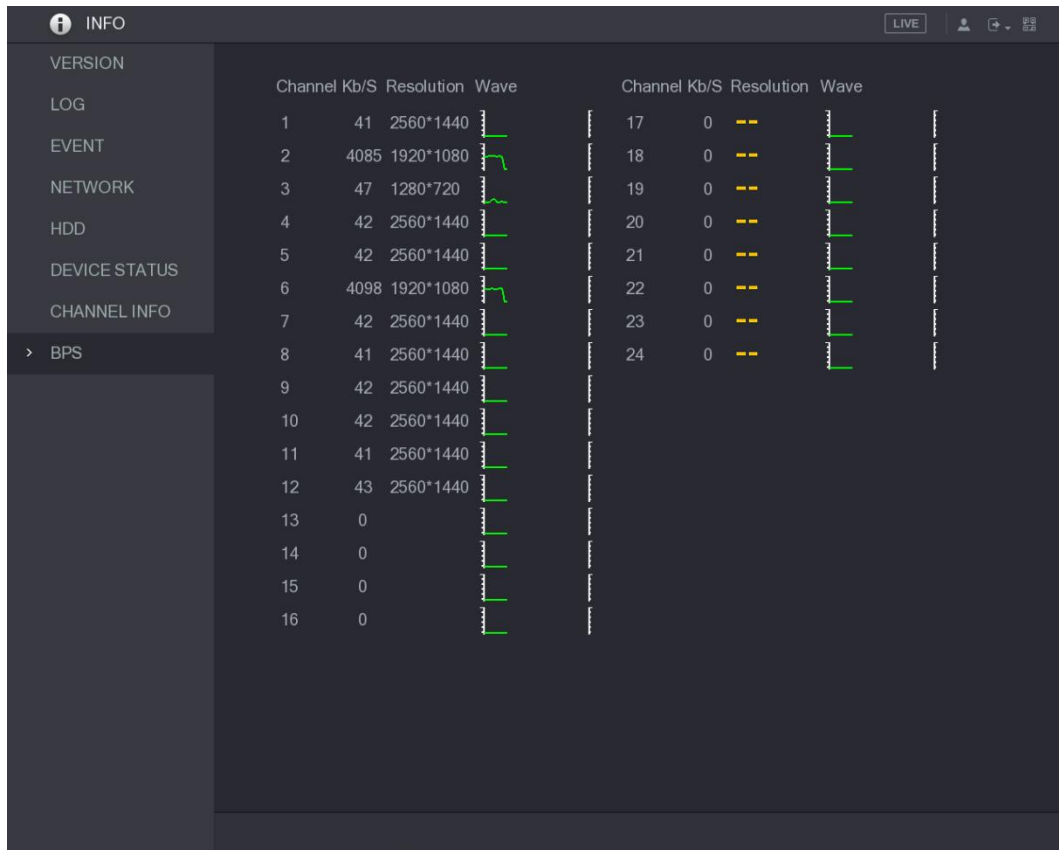 INFO LIVE
VERSION
LOG
EVENT
NETWORK
HDD
DEVICE STATUS
CHANNEL INFO
> BPS
Channel Kb/S Resolution Wave
1 41 2560*1440
2 4085 1920*1080
3 47 1280*720
4 42 2560*1440
5 42 2560*1440
6 4098 1920*1080
7 42 2560*1440
8 41 2560*1440
9 42 2560*1440
10 42 2560*1440
11 41 2560*1440
12 43 2560*1440
13 0
14 0
15 0
16 0
Channel Kb/S Resolution Wave
17 0 --
18 0 --
19 0 --
20 0 --
21 0 --
22 0 --
23 0 --
24 0 --